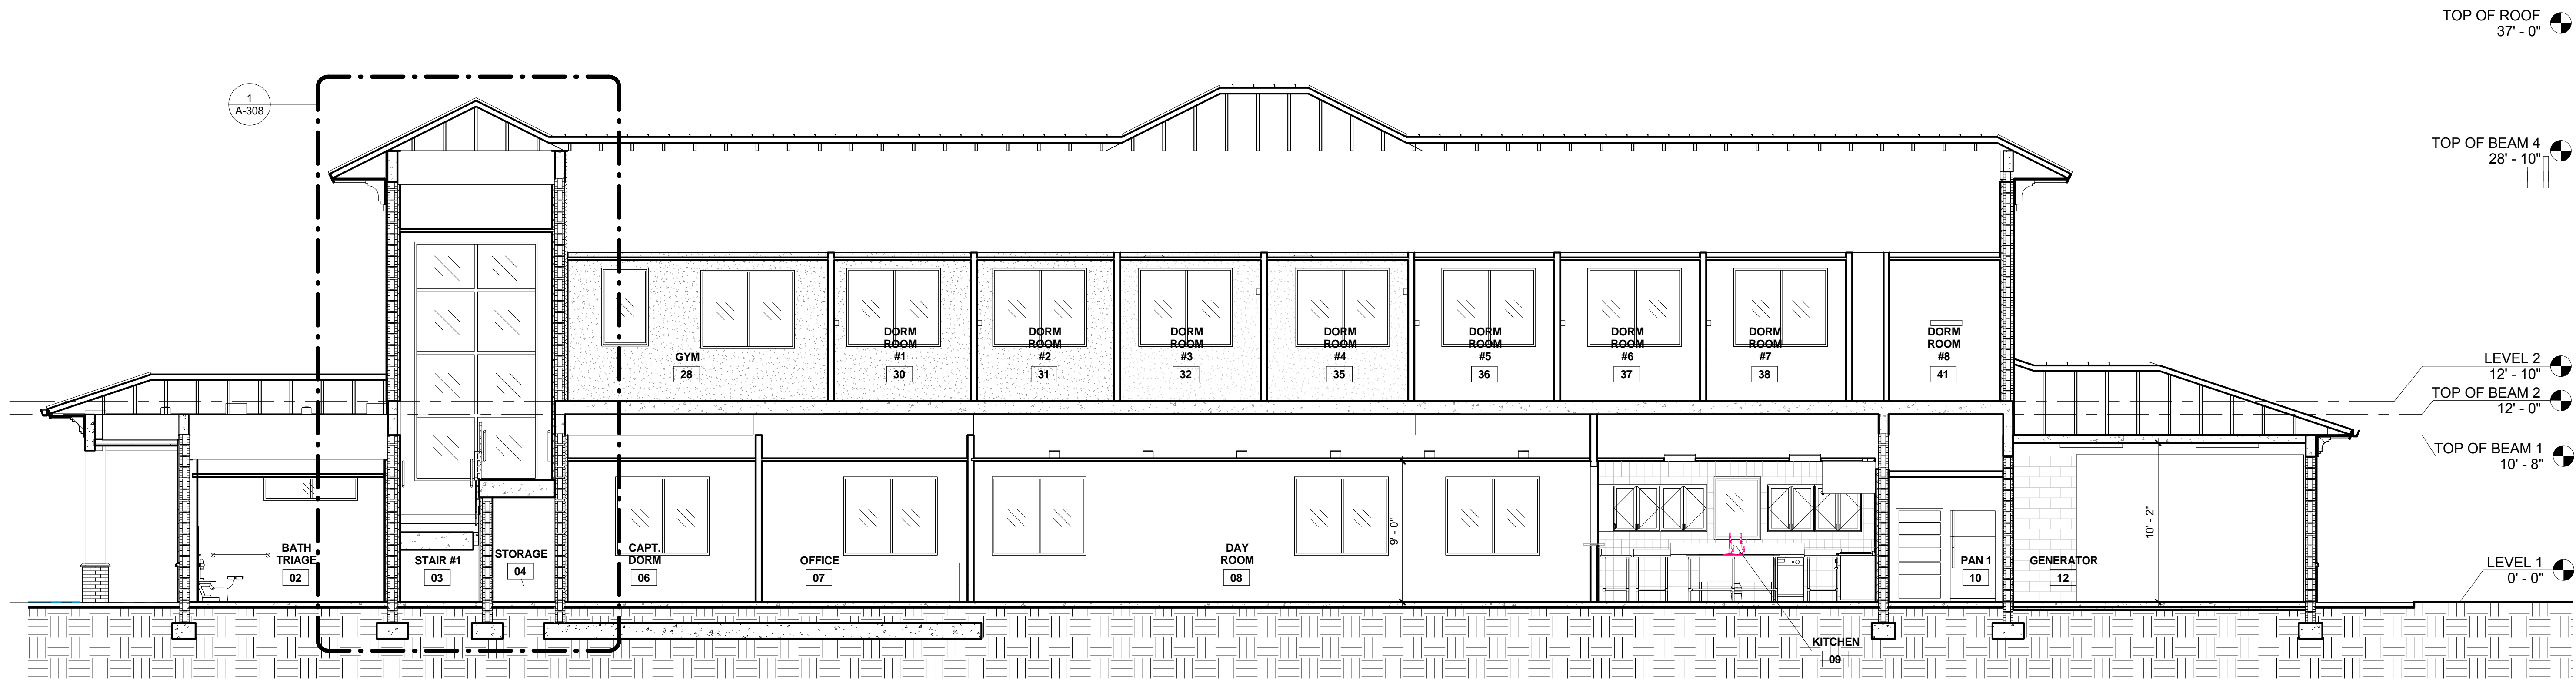 TOP OF ROOF
37' - 0"
1
A-308
TOP OF BEAM 4
28' - 10"
GYM
28
DORM
ROOM
#1
30
DORM
ROOM
#2
31
DORM
ROOM
#3
32
DORM
ROOM
#4
35
DORM
ROOM
#5
36
DORM
ROOM
#6
37
DORM
ROOM
#7
38
DORM
ROOM
#8
41
LEVEL 2
12' - 10"
TOP OF BEAM 2
12' - 0"
TOP OF BEAM 1
10' - 8"
BATH
TRIAGE
02
STAIR #1
03
STORAGE
04
CAPT.
DORM
06
OFFICE
07
DAY
ROOM
08
9' - 0"
KITCHEN
09
PAN 1
10
GENERATOR
12
10' - 2"
LEVEL 1
0' - 0"